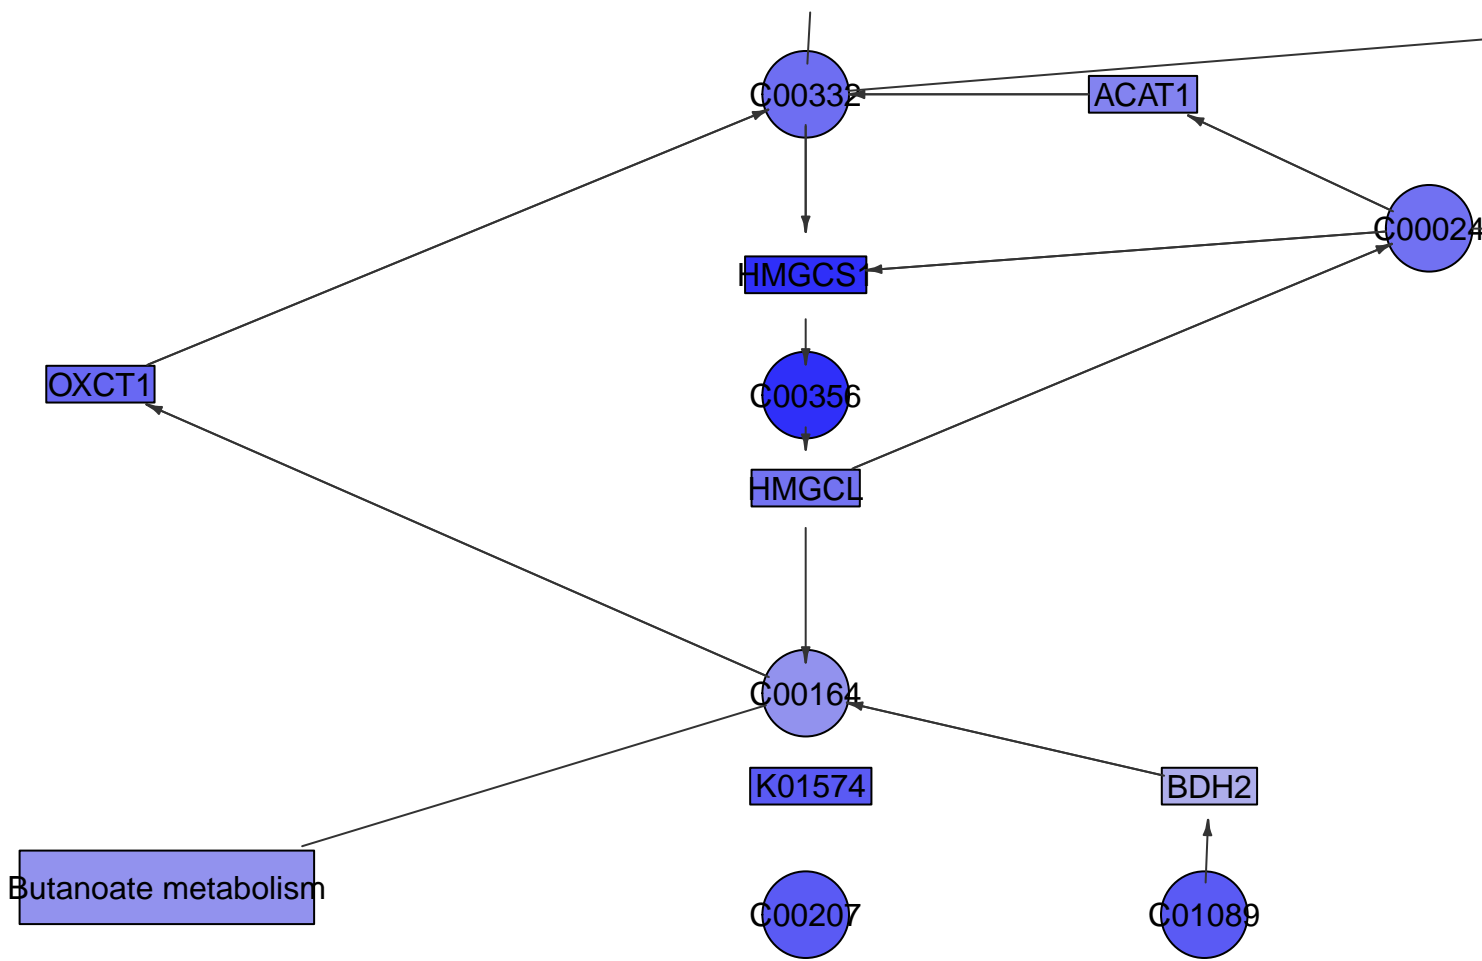 C00332
ACAT1
C00024
HMGCS1
OXCT1
C00356
HMGCL
C00164
K01574
BDH2
Butanoate metabolism
C00207
C01089